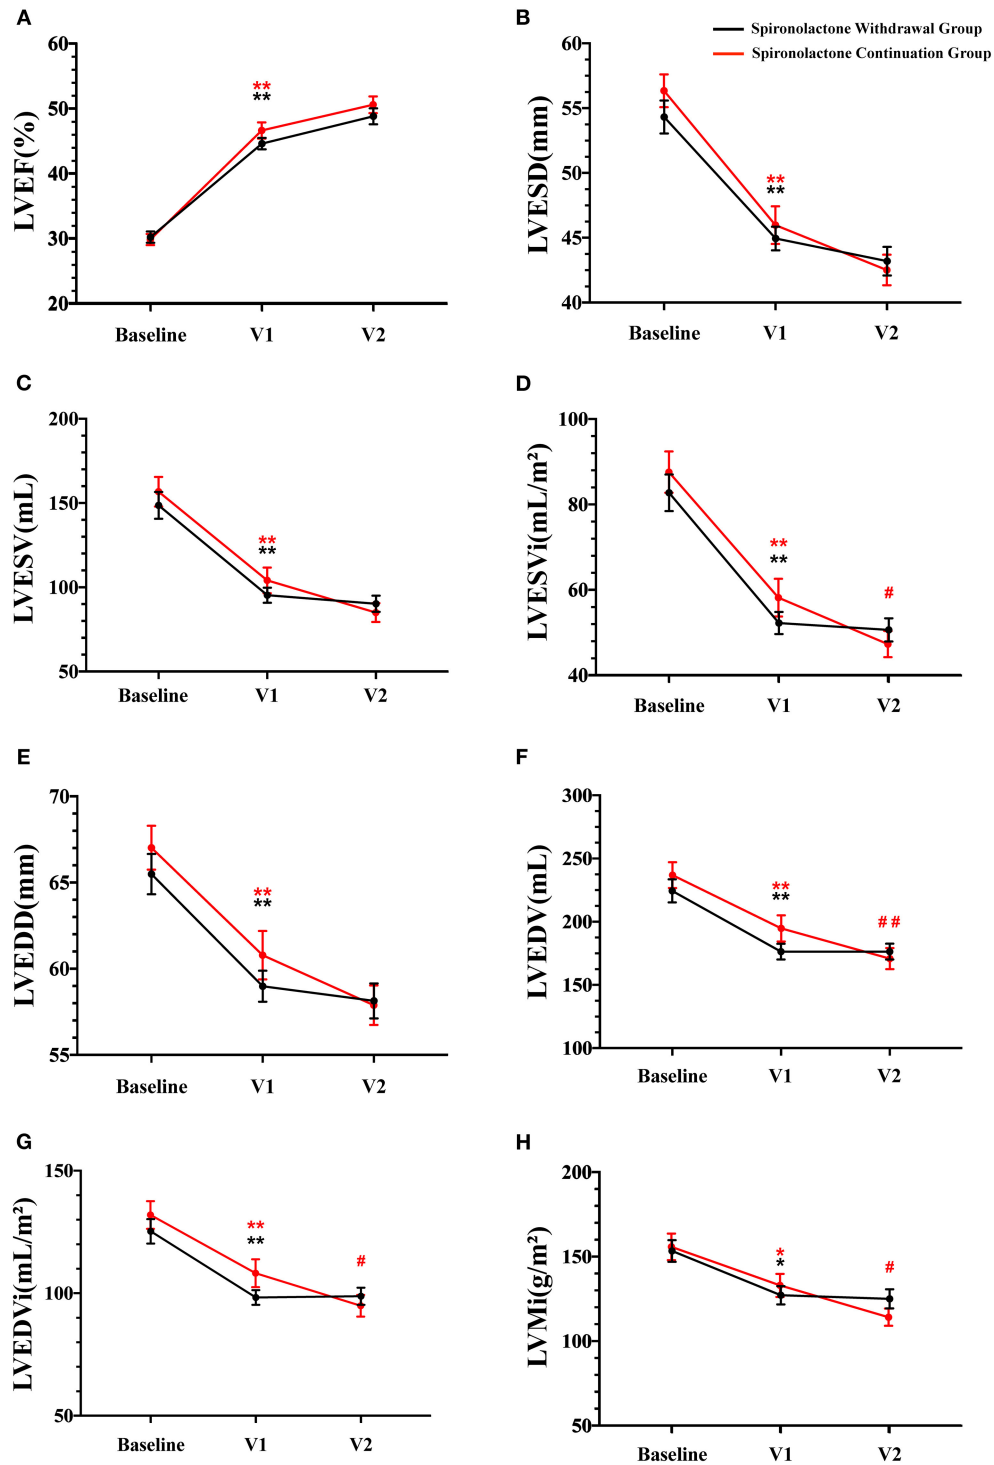 A
B
Spironolactone Withdrawal Group
Spironolactone Continuation Group
LVEF(%)
60
50
40
30
20
**
**
Baseline V1 V2
LVESD(mm)
60
55
50
45
40
**
**
Baseline V1 V2
C
LVESV(mL)
200
150
100
50
**
**
Baseline V1 V2
D
LVESVi(mL/m²)
100
80
60
40
**
**
#
Baseline V1 V2
E
LVEDD(mm)
70
65
60
55
**
**
Baseline V1 V2
F
LVEDV(mL)
300
250
200
150
100
**
**
##
Baseline V1 V2
G
LVEDVi(mL/m²)
150
100
50
**
**
#
Baseline V1 V2
H
LVMi(g/m²)
200
150
100
50
*
*
#
Baseline V1 V2